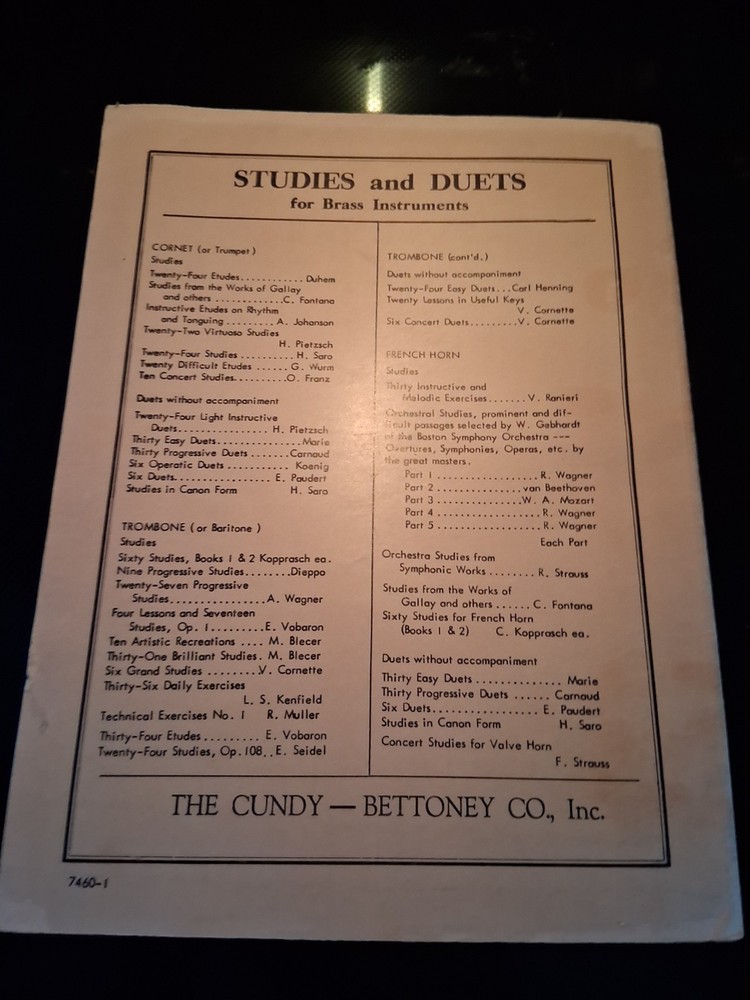 STUDIES and DUETS
for Brass Instruments
CORNET (or Trumpet)
Studies
Twenty-Four Etudes............Duhem
Studies from the Works of Gallay
and others .............C. Fontana
Instructive Etudes on Rhythm
and Tonguing.........A. Johanson
Twenty-Two Virtuoso Studies
H. Pietzsch
Twenty-Four Studies..........H. Saro
Twenty Difficult Etudes ......G. Wurm
Ten Concert Studies..........O. Franz
Duets without accompaniment
Twenty-Four Light Instructive
Duets................H. Pietzsch
Thirty Easy Duets...............Marie
Thirty Progressive Duets .......Carnaud
Six Operatic Duets ........... Koenig
Six Duets................. E. Paudert
Studies in Canon Form H. Saro
TROMBONE (or Baritone)
Studies
Sixty Studies, Books 1 & 2 Kopprasch ea.
Nine Progressive Studies........Dieppo
Twenty-Seven Progressive
Studies.................A. Wagner
Four Lessons and Seventeen
Studies, Op. 1.........E. Vobaron
Ten Artistic Recreations .... M. Blecer
Thirty-One Brilliant Studies. M. Blecer
Six Grand Studies .........V. Cornette
Thirty-Six Daily Exercises
L. S. Kenfield
Technical Exercises No. 1 R. Muller
Thirty-Four Etudes......... E. Vobaron
Twenty-Four Studies, Op. 108..E. Seidel
TROMBONE (cont'd.)
Duets without accompaniment
Twenty-Four Easy Duets...Carl Henning
Twenty Lessons in Useful Keys
V. Cornette
Six Concert Duets.........V. Cornette
FRENCH HORN
Studies
Thirty Instructive and
Melodic Exercises.......V. Ranieri
Orchestral Studies, prominent and dif-
ficult passages selected by W. Gebhardt
of the Boston Symphony Orchestra ---
Overtures, Symphonies, Operas, etc. by
the great masters.
Part 1 ...................R. Wagner
Part 2 ................van Beethoven
Part 3 ................W. A. Mozart
Part 4 ...................R. Wagner
Part 5...................R. Wagner
Each Part
Orchestra Studies from
Symphonic Works ........ R. Strauss
Studies from the Works of
Gallay and others ...... C. Fontana
Sixty Studies for French Horn
(Books 1 & 2) C. Kopprasch ea.
Duets without accompaniment
Thirty Easy Duets ............... Marie
Thirty Progressive Duets ...... Carnaud
Six Duets.................. E. Paudert
Studies in Canon Form H. Saro
Concert Studies for Valve Horn
F. Strauss
THE CUNDY — BETTONEY CO., Inc.
7460-1